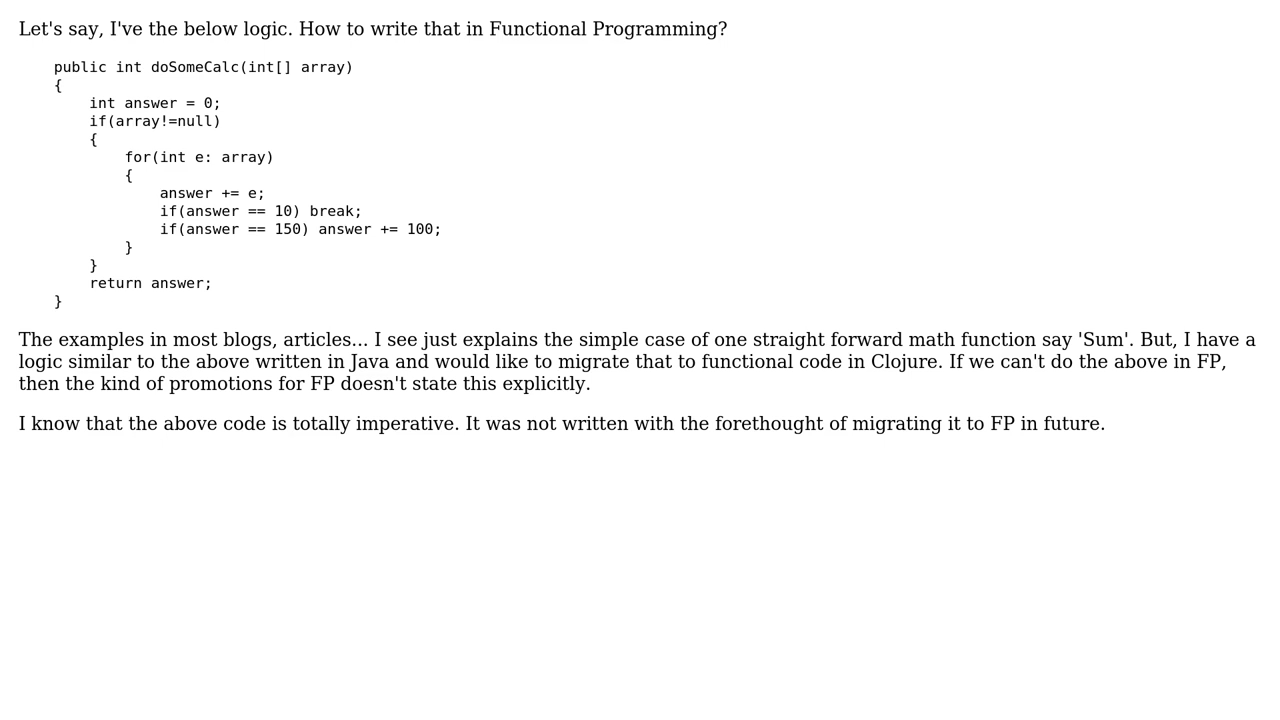 Let's say, I've the below logic. How to write that in Functional Programming?
public int doSomeCalc(int[] array)
{
int answer = 0;
if(array!=null)
{
for(int e: array)
{
answer += e;
if(answer == 10) break;
if(answer == 150) answer += 100;
}
}
return answer;
}
The examples in most blogs, articles... I see just explains the simple case of one straight forward math function say 'Sum'. But, I have a
logic similar to the above written in Java and would like to migrate that to functional code in Clojure. If we can't do the above in FP,
then the kind of promotions for FP doesn't state this explicitly.
I know that the above code is totally imperative. It was not written with the forethought of migrating it to FP in future.